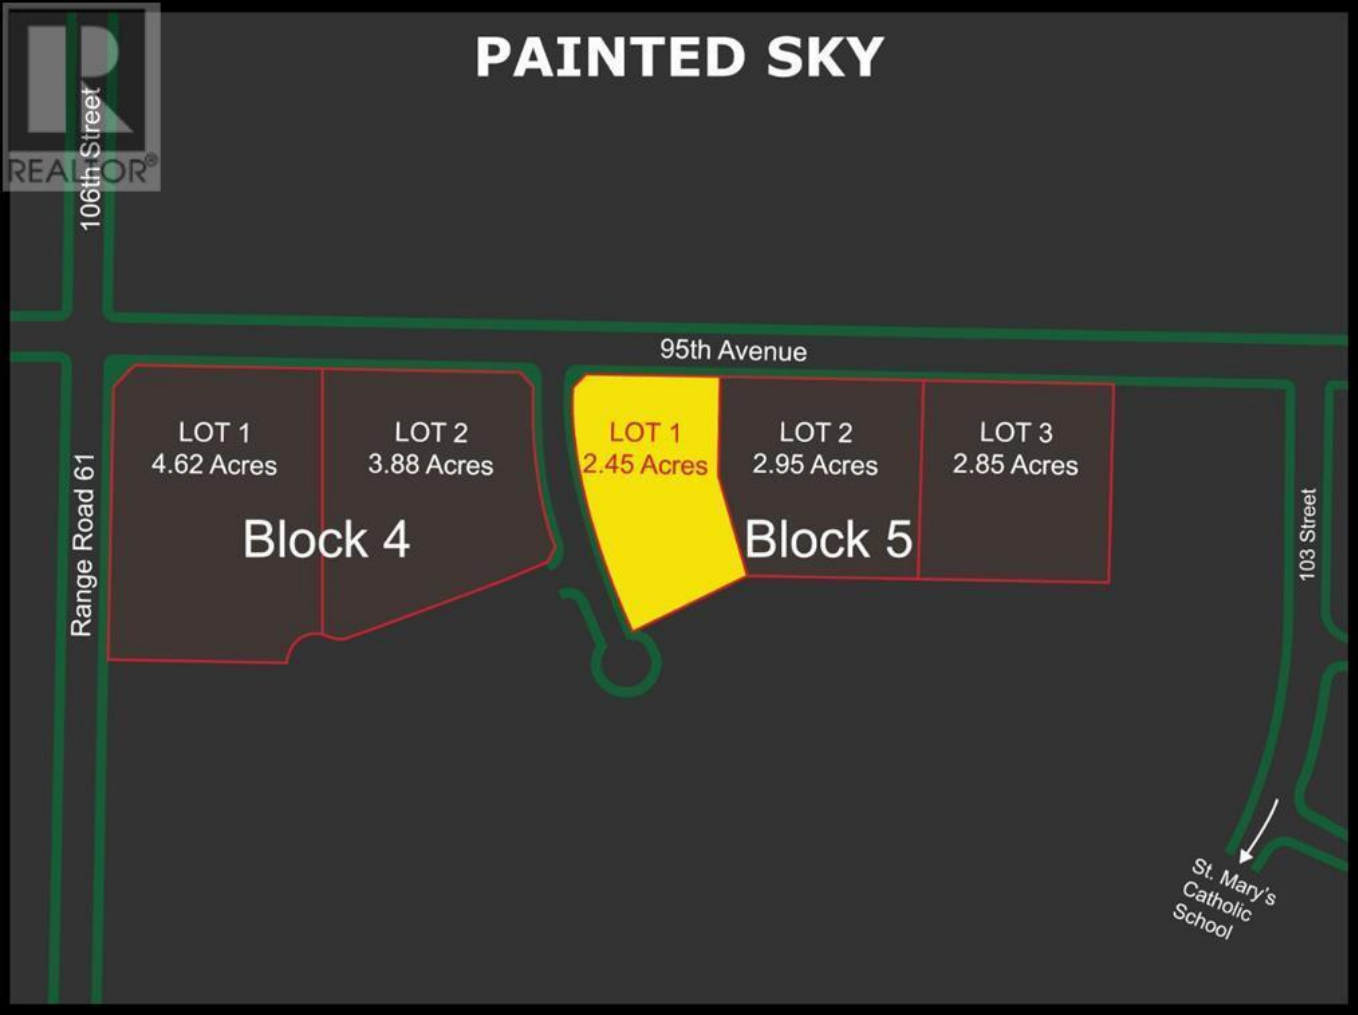 PAINTED SKY
REALTOR®
106th Street
95th Avenue
LOT 1
4.62 Acres
LOT 2
3.88 Acres
Block 4
LOT 1
2.45 Acres
LOT 2
2.95 Acres
LOT 3
2.85 Acres
Block 5
Range Road 61
103 Street
St. Mary's
Catholic
School